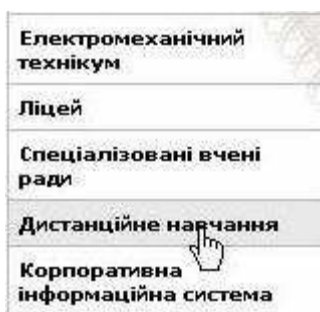 Електромеханічний
технікум
Ліцей
Спеціалізовані вчені
ради
Дистанційне навчання
Корпоративна
інформаційна система